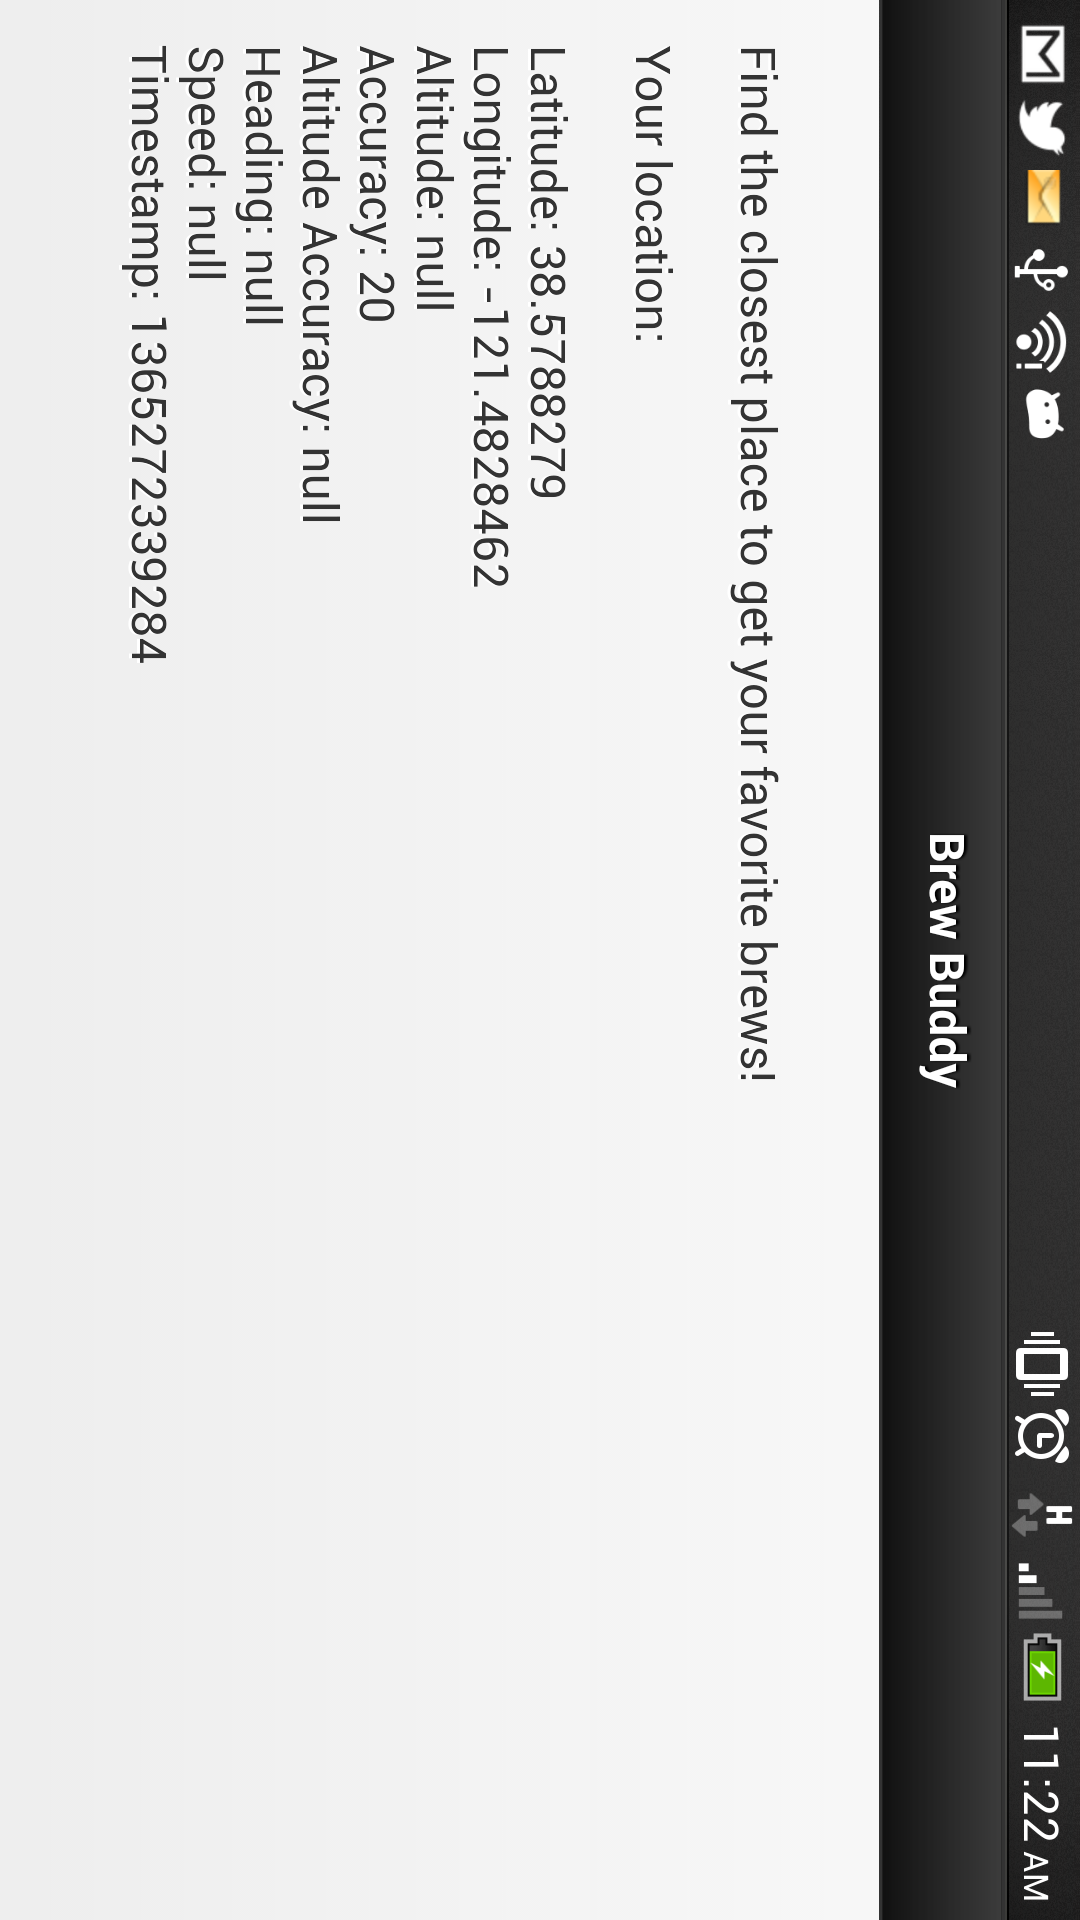 H
11:22 AM
Brew Buddy
Find the closest place to get your favorite brews!
Your location:
Latitude: 38.5788279
Longitude: -121.4828462
Altitude: null
Accuracy: 20
Altitude Accuracy: null
Heading: null
Speed: null
Timestamp: 1365272339284